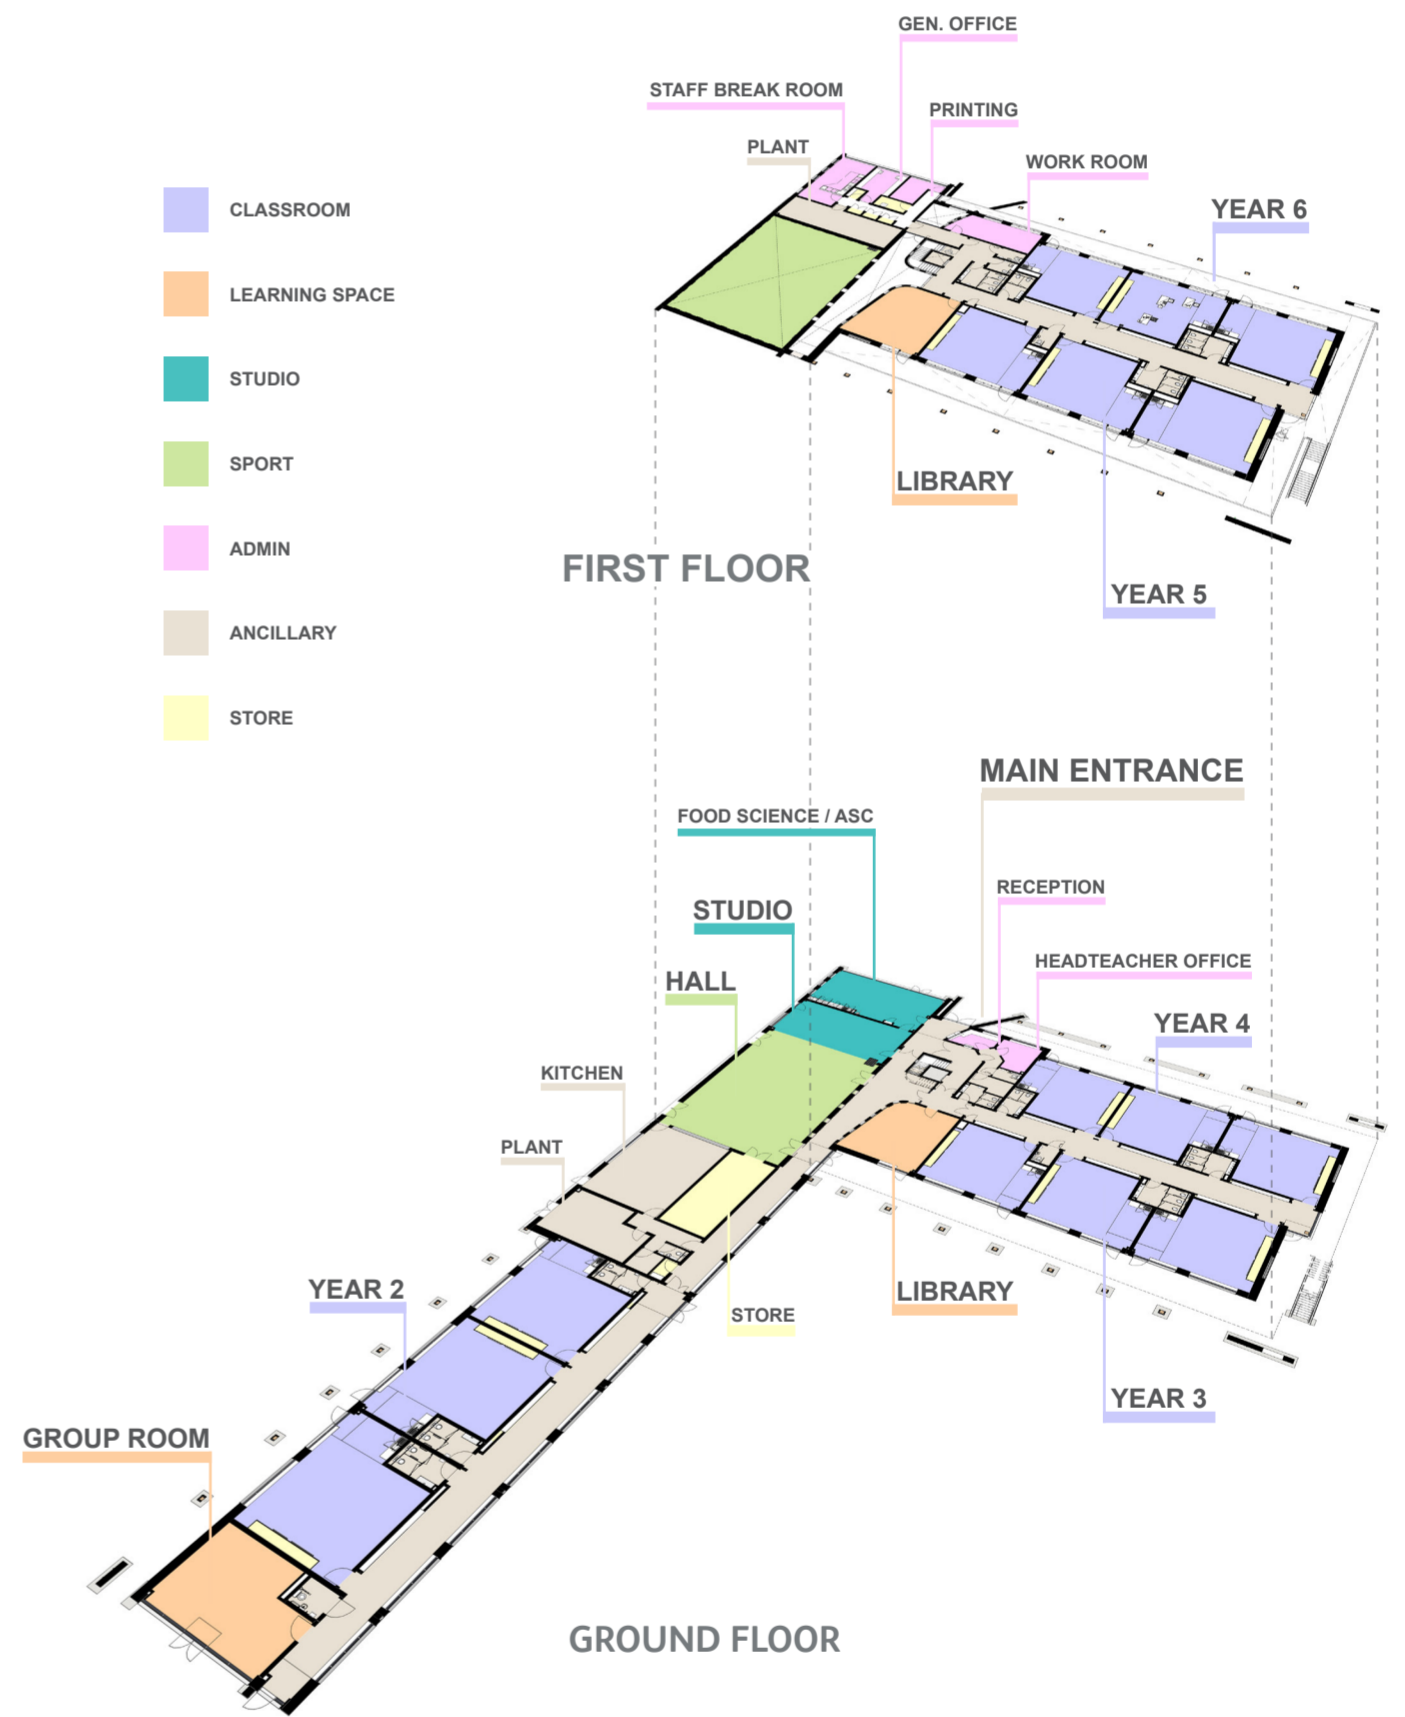 GEN. OFFICE
STAFF BREAK ROOM
PRINTING
PLANT
WORK ROOM
YEAR 6
CLASSROOM
LEARNING SPACE
STUDIO
SPORT
ADMIN
ANCILLARY
STORE
LIBRARY
FIRST FLOOR
YEAR 5
MAIN ENTRANCE
FOOD SCIENCE / ASC
RECEPTION
STUDIO
HEADTEACHER OFFICE
HALL
YEAR 4
KITCHEN
PLANT
YEAR 2
LIBRARY
STORE
YEAR 3
GROUP ROOM
GROUND FLOOR